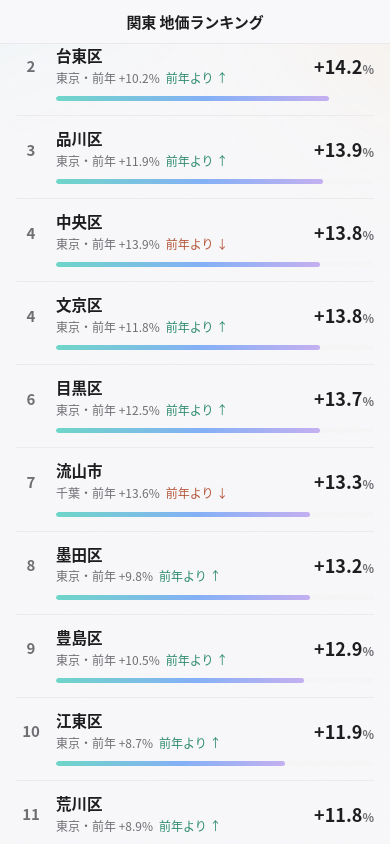 関東 地価ランキング
2
台東区
東京・前年 +10.2% 前年より ↑
+14.2%
3
品川区
東京・前年 +11.9% 前年より ↑
+13.9%
4
中央区
東京・前年 +13.9% 前年より ↓
+13.8%
4
文京区
東京・前年 +11.8% 前年より ↑
+13.8%
6
目黒区
東京・前年 +12.5% 前年より ↑
+13.7%
7
流山市
千葉・前年 +13.6% 前年より ↓
+13.3%
8
墨田区
東京・前年 +9.8% 前年より ↑
+13.2%
9
豊島区
東京・前年 +10.5% 前年より ↑
+12.9%
10
江東区
東京・前年 +8.7% 前年より ↑
+11.9%
11
荒川区
東京・前年 +8.9% 前年より ↑
+11.8%